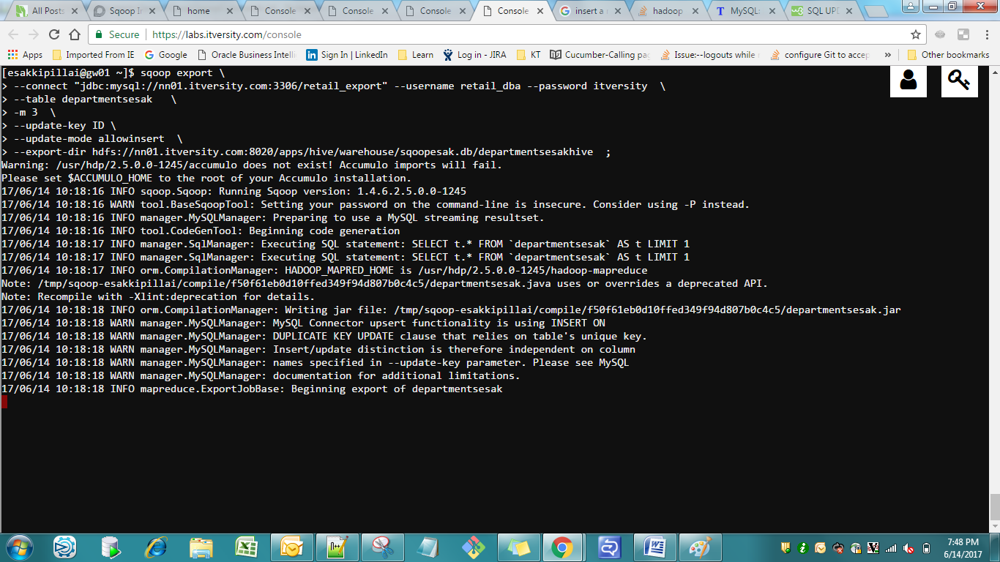 All Posts
Sqoop In
home
Console
Console
Console
Console
insert a
hadoop
MySQL:
SQL UPD
Secure
https://labs.itversity.com/console
Apps
Imported From IE
Google
Oracle Business Intelli
Sign In | LinkedIn
Learn
Log in - JIRA
KT
Cucumber-Calling pag
Issue:--logouts while
configure Git to accep
»
Other bookmarks
[esakkipillai@gw01 ~]$ sqoop export \
> --connect "jdbc:mysql://nn01.itversity.com:3306/retail_export" --username retail_dba --password itversity \
> --table departmentsesak \
> -m 3 \
> --update-key ID \
> --update-mode allowinsert \
> --export-dir hdfs://nn01.itversity.com:8020/apps/hive/warehouse/sqoopesak.db/departmentsesakhive ;
Warning: /usr/hdp/2.5.0.0-1245/accumulo does not exist! Accumulo imports will fail.
Please set $ACCUMULO_HOME to the root of your Accumulo installation.
17/06/14 10:18:16 INFO sqoop.Sqoop: Running Sqoop version: 1.4.6.2.5.0.0-1245
17/06/14 10:18:16 WARN tool.BaseSqoopTool: Setting your password on the command-line is insecure. Consider using -P instead.
17/06/14 10:18:16 INFO manager.MySQLManager: Preparing to use a MySQL streaming resultset.
17/06/14 10:18:16 INFO tool.CodeGenTool: Beginning code generation
17/06/14 10:18:17 INFO manager.SqlManager: Executing SQL statement: SELECT t.* FROM `departmentsesak` AS t LIMIT 1
17/06/14 10:18:17 INFO manager.SqlManager: Executing SQL statement: SELECT t.* FROM `departmentsesak` AS t LIMIT 1
17/06/14 10:18:17 INFO orm.CompilationManager: HADOOP_MAPRED_HOME is /usr/hdp/2.5.0.0-1245/hadoop-mapreduce
Note: /tmp/sqoop-esakkipillai/compile/f50f61eb0d10ffed349f94d807b0c4c5/departmentsesak.java uses or overrides a deprecated API.
Note: Recompile with -Xlint:deprecation for details.
17/06/14 10:18:18 INFO orm.CompilationManager: Writing jar file: /tmp/sqoop-esakkipillai/compile/f50f61eb0d10ffed349f94d807b0c4c5/departmentsesak.jar
17/06/14 10:18:18 WARN manager.MySQLManager: MySQL Connector upsert functionality is using INSERT ON
17/06/14 10:18:18 WARN manager.MySQLManager: DUPLICATE KEY UPDATE clause that relies on table's unique key.
17/06/14 10:18:18 WARN manager.MySQLManager: Insert/update distinction is therefore independent on column
17/06/14 10:18:18 WARN manager.MySQLManager: names specified in --update-key parameter. Please see MySQL
17/06/14 10:18:18 WARN manager.MySQLManager: documentation for additional limitations.
17/06/14 10:18:18 INFO mapreduce.ExportJobBase: Beginning export of departmentsesak
7:48 PM
6/14/2017